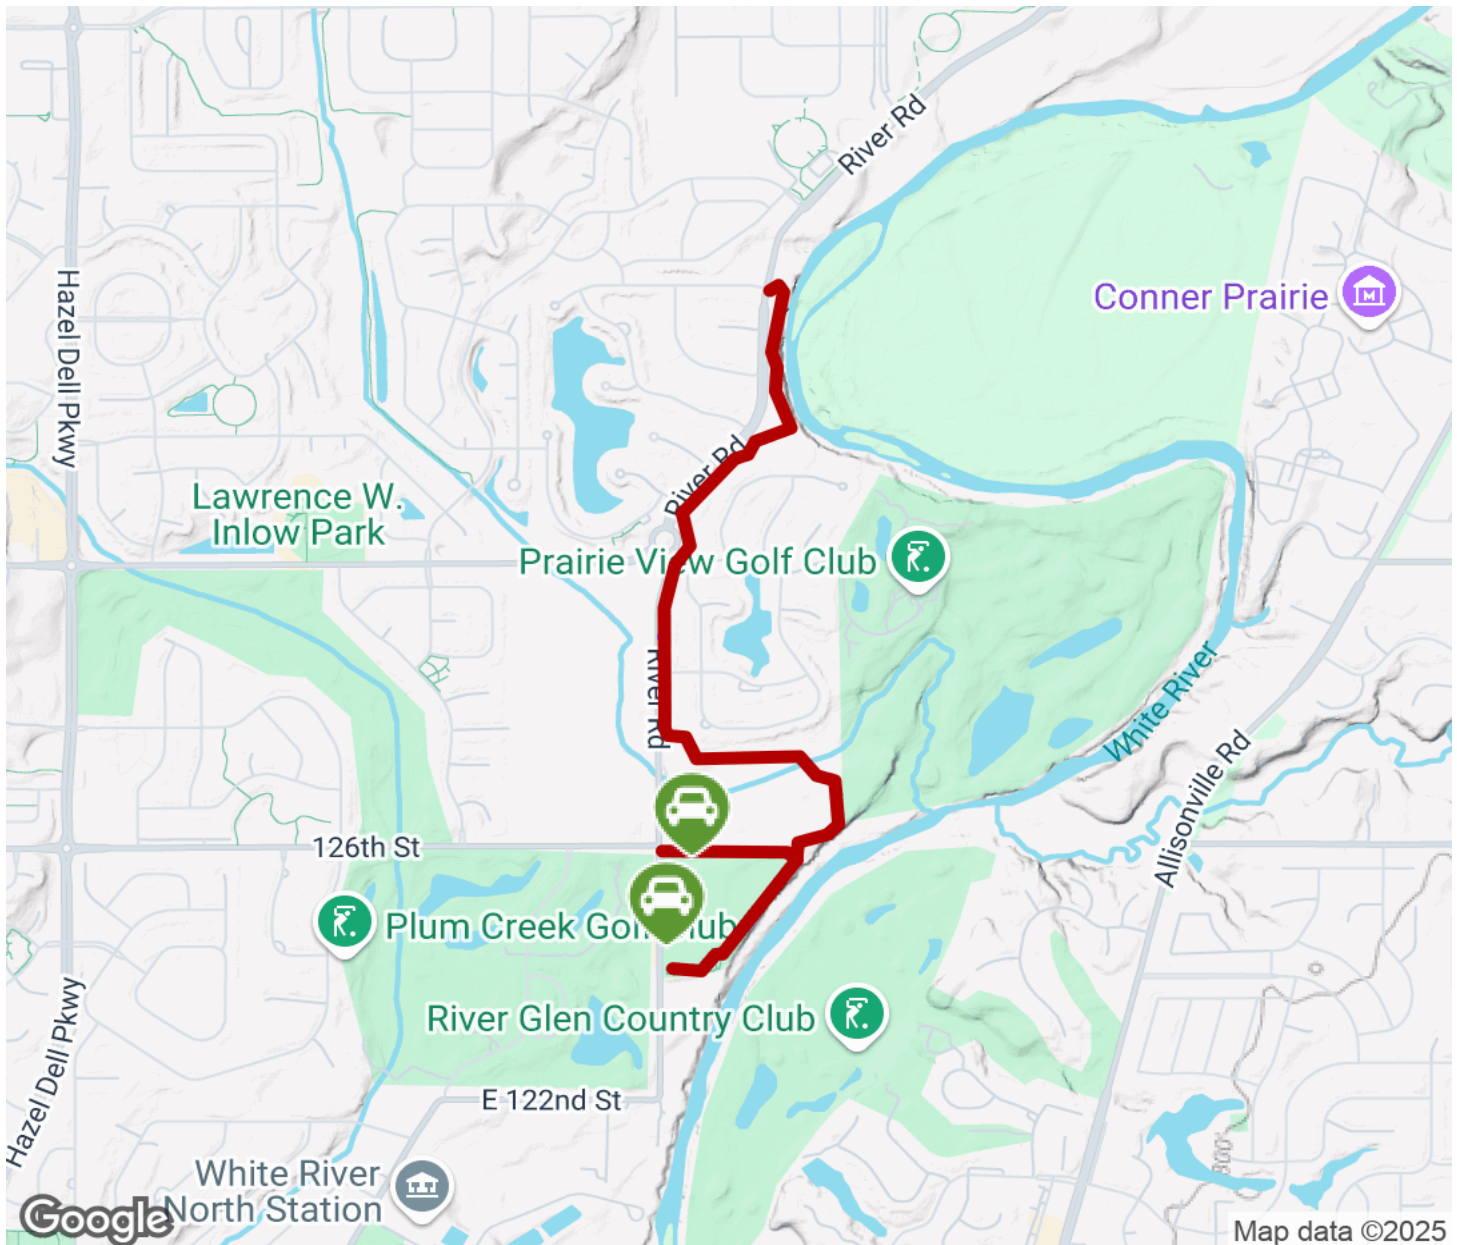 River Rd
Conner Prairie
Hazel Dell Pkwy
River Rd
Lawrence W.
Inlow Park
Prairie View Golf Club
River Rd
White River
Allisonville Rd
126th St
Plum Creek Golf Club
River Glen Country Club
Hazel Dell Pkwy
E 122nd St
White River
North Station
800
Google
Map data ©2025